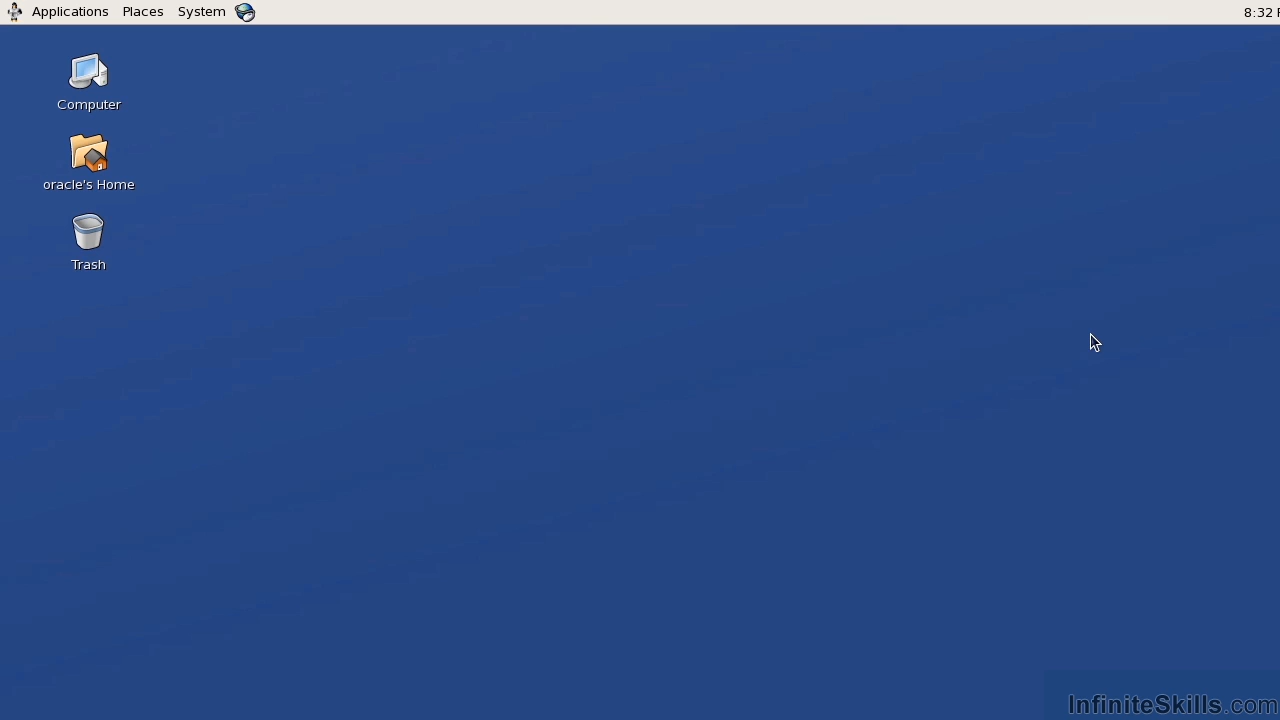 Applications Places System
8:32
Computer
oracle's Home
Trash
InfiniteSkills.com